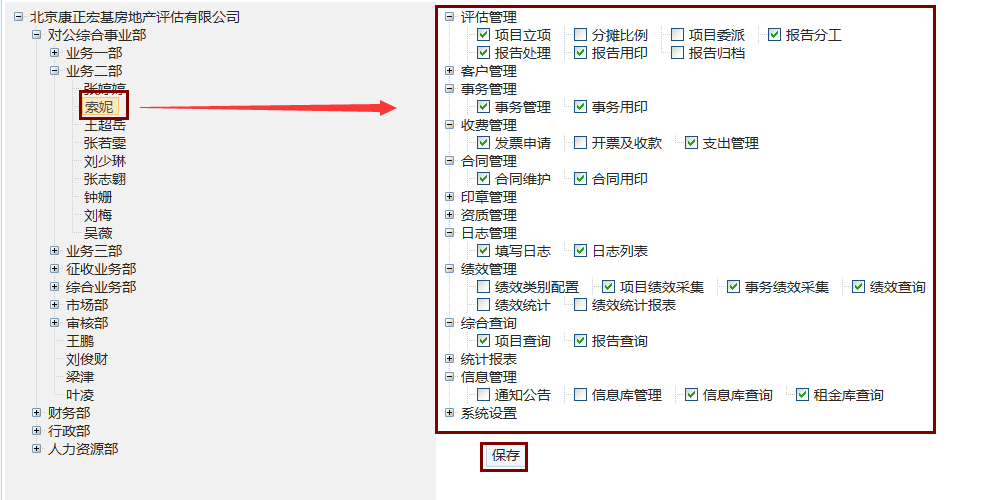 北京康正宏基房地产评估有限公司
对公综合事业部
业务一部
业务二部
张婷婷
索妮
王超岳
张若雯
刘少琳
张志翱
钟姗
刘梅
吴薇
业务三部
征收业务部
综合业务部
市场部
审核部
王鹏
刘俊财
梁津
叶凌
财务部
行政部
人力资源部
评估管理
项目立项 分摊比例 项目委派 报告分工
报告处理 报告用印 报告归档
客户管理
事务管理
事务管理 事务用印
收费管理
发票申请 开票及收款 支出管理
合同管理
合同维护 合同用印
印章管理
资质管理
日志管理
填写日志 日志列表
绩效管理
绩效类别配置 项目绩效采集 事务绩效采集 绩效查询
绩效统计 绩效统计报表
综合查询
项目查询 报告查询
统计报表
信息管理
通知公告 信息库管理 信息库查询 租金库查询
系统设置
保存